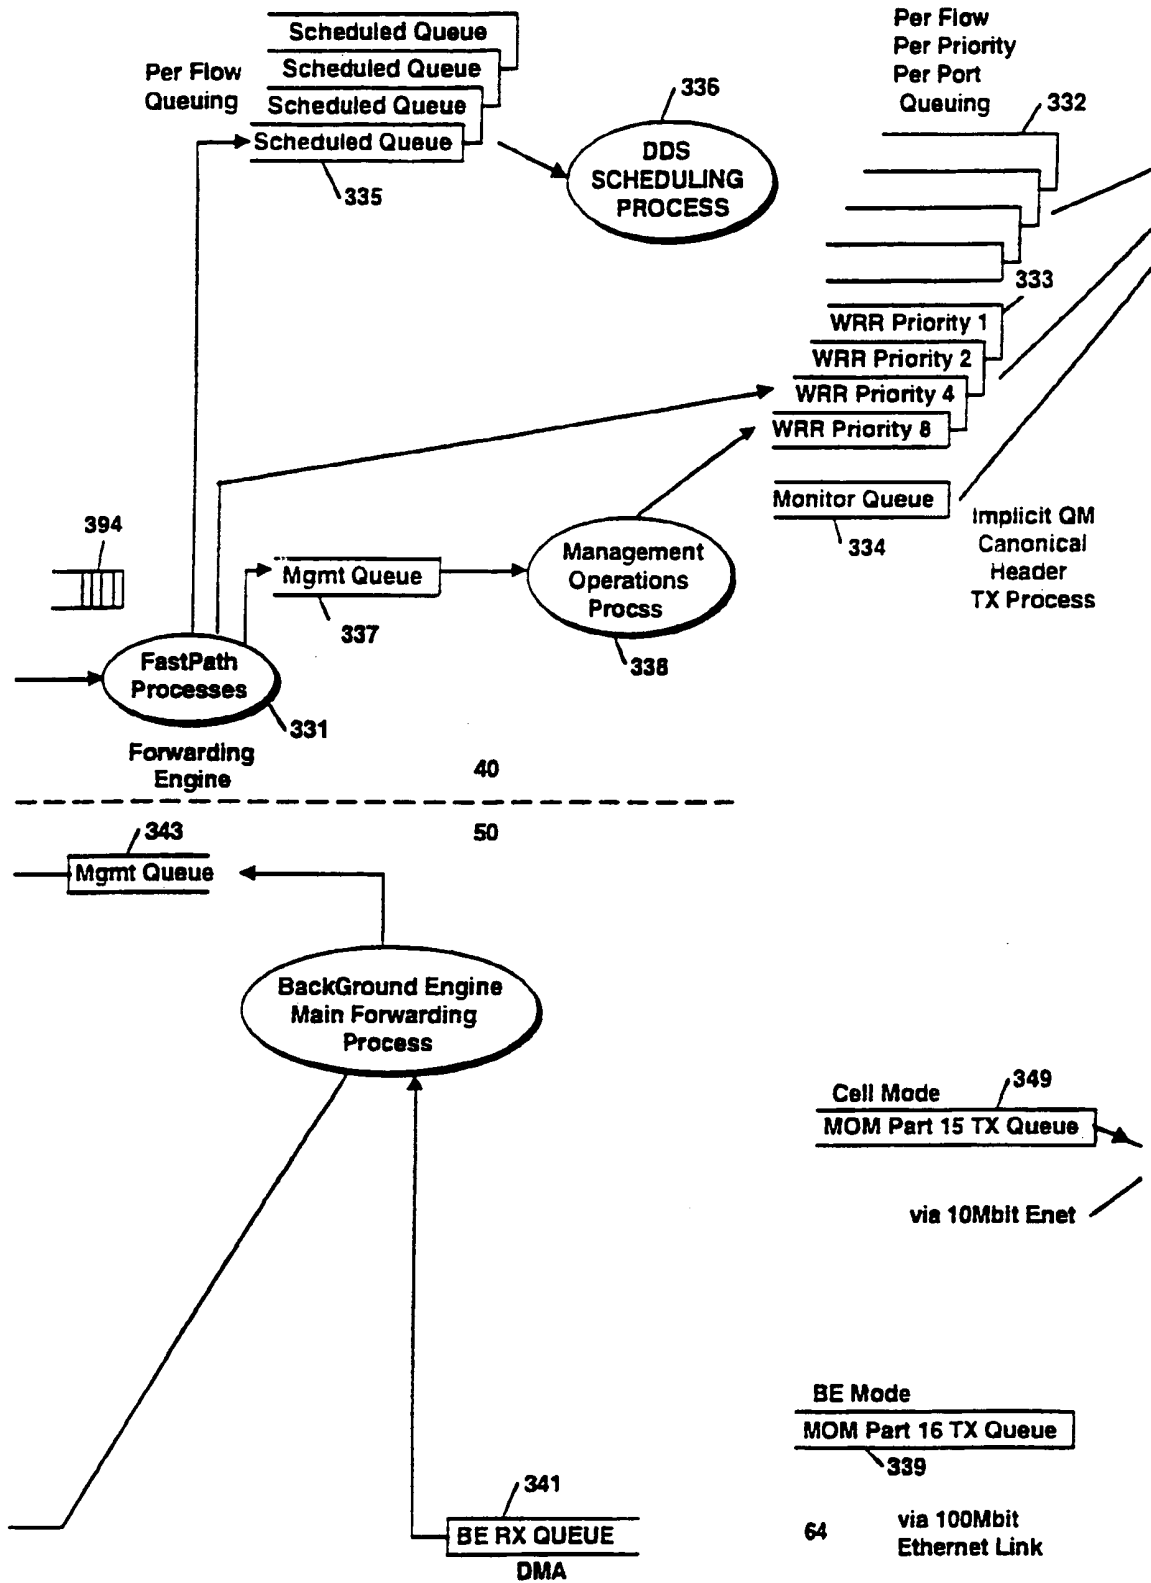 Scheduled Queue
Scheduled Queue
Scheduled Queue
Scheduled Queue
Per Flow
Queuing
335
336
DDS
SCHEDULING
PROCESS
Per Flow
Per Priority
Per Port
Queuing
332
333
WRR Priority 1
WRR Priority 2
WRR Priority 4
WRR Priority 8
Monitor Queue
334
Implicit QM
Canonical
Header
TX Process
394
Mgmt Queue
337
Management
Operations
Procss
338
FastPath
Processes
331
Forwarding
Engine
40
50
343
Mgmt Queue
BackGround Engine
Main Forwarding
Process
Cell Mode
349
MOM Part 15 TX Queue
via 10Mbit Enet
BE Mode
MOM Part 16 TX Queue
339
341
BE RX QUEUE
DMA
64
via 100Mbit
Ethernet Link